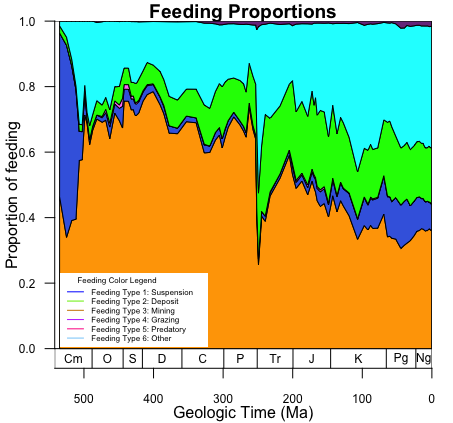 Feeding Proportions
1.0
0.8
0.6
0.4
0.2
0.0
Proportion of feeding
Feeding Color Legend
Feeding Type 1: Suspension
Feeding Type 2: Deposit
Feeding Type 3: Mining
Feeding Type 4: Grazing
Feeding Type 5: Predatory
Feeding Type 6: Other
Cm O S D C P Tr J K Pg Ng
500 400 300 200 100 0
Geologic Time (Ma)